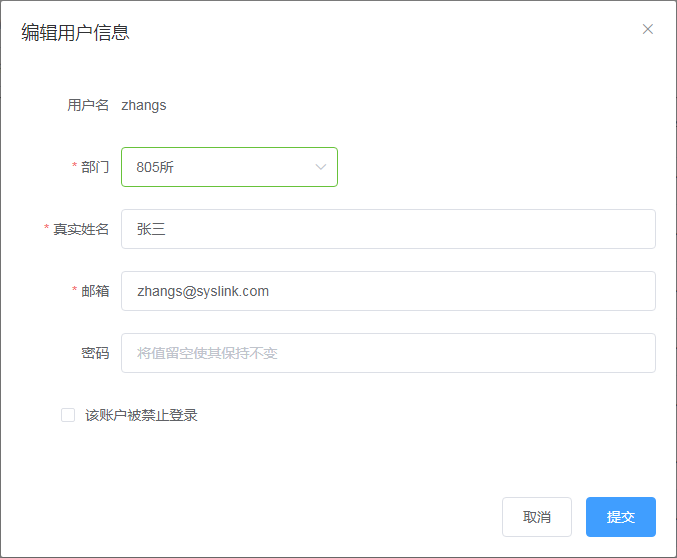 编辑用户信息
用户名 zhangs
* 部门 805所
* 真实姓名 张三
* 邮箱 zhangs@syslink.com
密码 将值留空使其保持不变
该账户被禁止登录
取消 提交